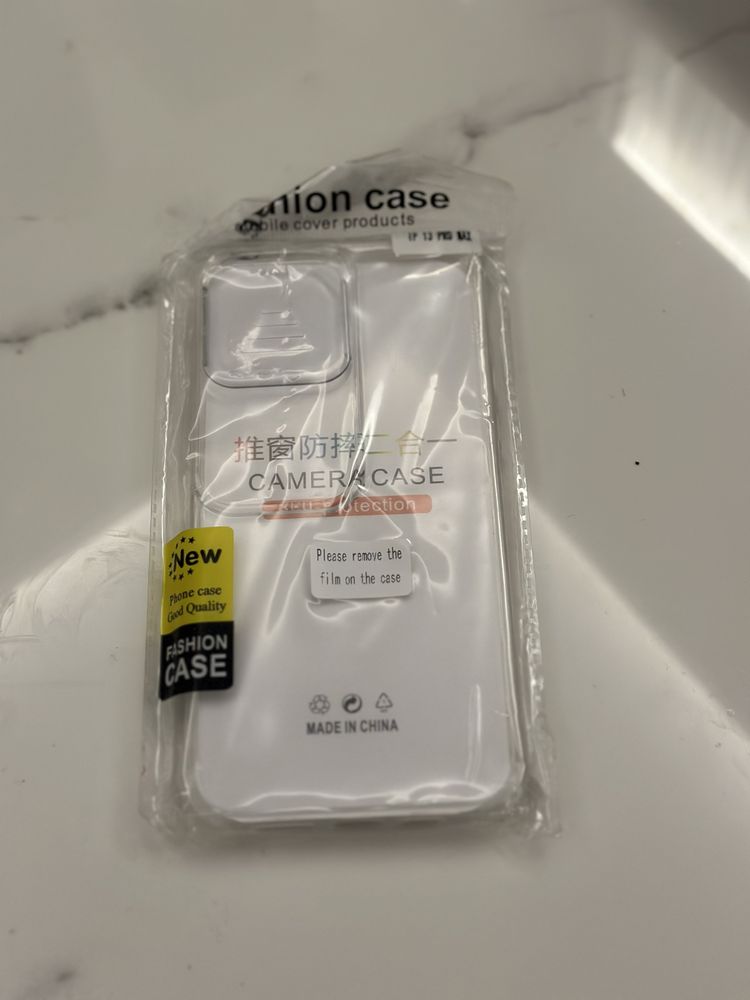 case
mobile cover products
IP 13 PRO MAX
推窗防摔二合一
CAMERA CASE
New
Phone case
Good Quality
FASHION
CASE
Please remove the
film on the case
MADE IN CHINA